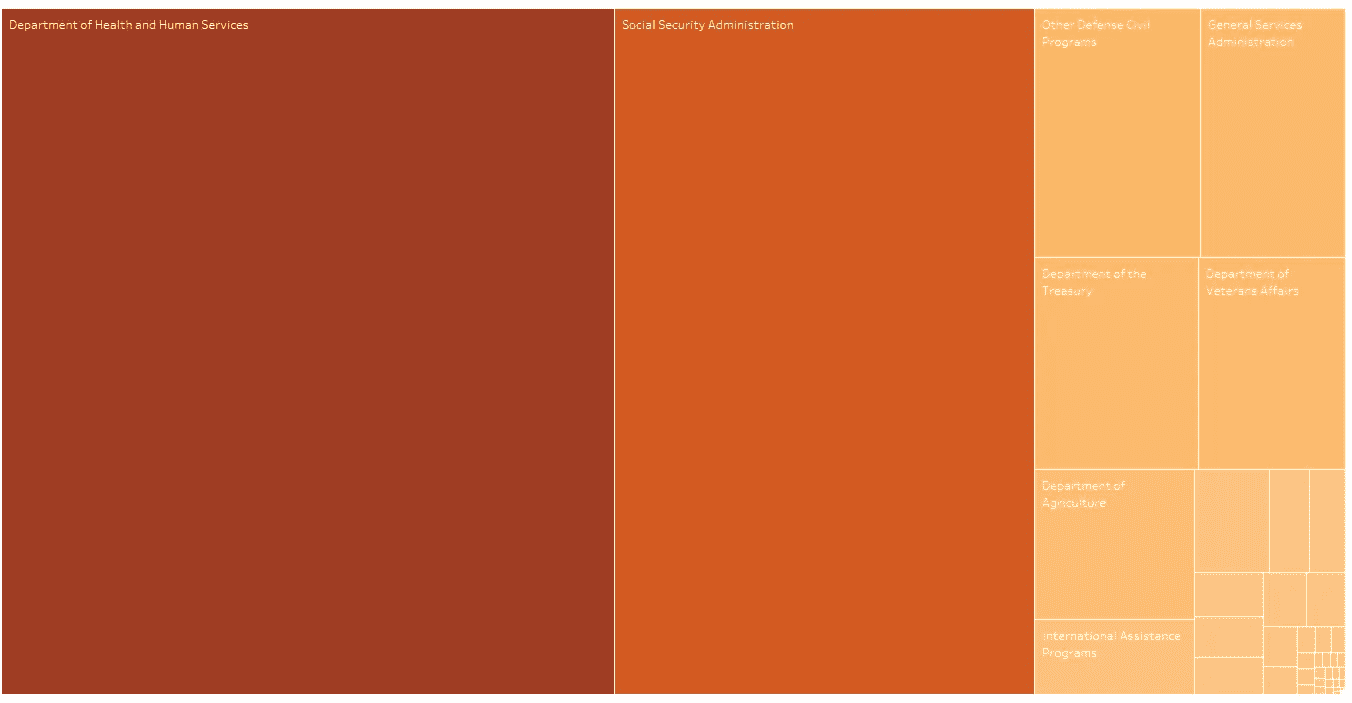 Department of Health and Human Services
Social Security Administration
Other Defense Civil
Programs
General Services
Administration
Department of the
Treasury
Department of
Veterans Affairs
Department of
Agriculture
International Assistance
Programs